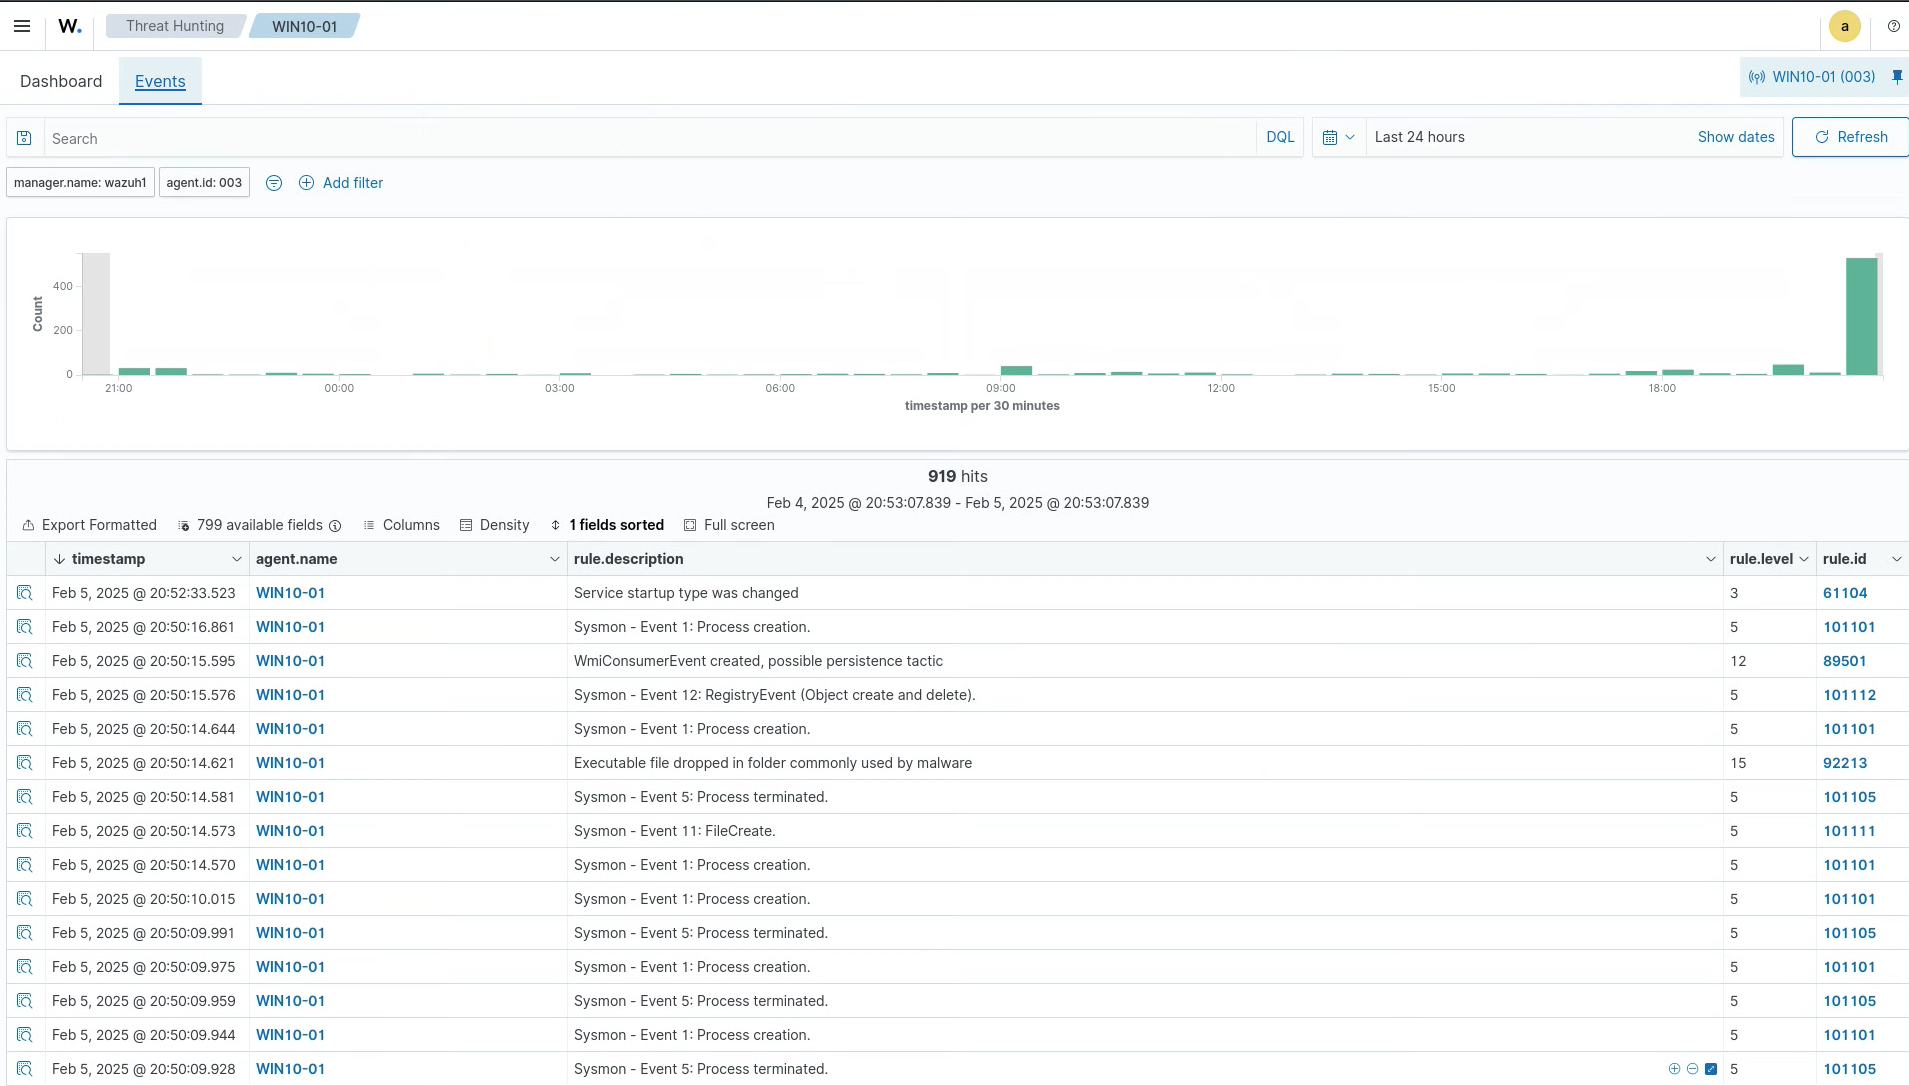 W. Threat Hunting WIN10-01 a
Dashboard Events WIN10-01 (003)
Search DQL Last 24 hours Show dates Refresh
manager.name: wazuh1 agent.id: 003 Add filter
400
200
0
Count
21:00 00:00 03:00 06:00 09:00 12:00 15:00 18:00
timestamp per 30 minutes
919 hits
Feb 4, 2025 @ 20:53:07.839 - Feb 5, 2025 @ 20:53:07.839
Export Formatted 799 available fields Columns Density 1 fields sorted Full screen
timestamp agent.name rule.description rule.level rule.id
Feb 5, 2025 @ 20:52:33.523 WIN10-01 Service startup type was changed 3 61104
Feb 5, 2025 @ 20:50:16.861 WIN10-01 Sysmon - Event 1: Process creation. 5 101101
Feb 5, 2025 @ 20:50:15.595 WIN10-01 WmiConsumerEvent created, possible persistence tactic 12 89501
Feb 5, 2025 @ 20:50:15.576 WIN10-01 Sysmon - Event 12: RegistryEvent (Object create and delete). 5 101112
Feb 5, 2025 @ 20:50:14.644 WIN10-01 Sysmon - Event 1: Process creation. 5 101101
Feb 5, 2025 @ 20:50:14.621 WIN10-01 Executable file dropped in folder commonly used by malware 15 92213
Feb 5, 2025 @ 20:50:14.581 WIN10-01 Sysmon - Event 5: Process terminated. 5 101105
Feb 5, 2025 @ 20:50:14.573 WIN10-01 Sysmon - Event 11: FileCreate. 5 101111
Feb 5, 2025 @ 20:50:14.570 WIN10-01 Sysmon - Event 1: Process creation. 5 101101
Feb 5, 2025 @ 20:50:10.015 WIN10-01 Sysmon - Event 1: Process creation. 5 101101
Feb 5, 2025 @ 20:50:09.991 WIN10-01 Sysmon - Event 5: Process terminated. 5 101105
Feb 5, 2025 @ 20:50:09.975 WIN10-01 Sysmon - Event 1: Process creation. 5 101101
Feb 5, 2025 @ 20:50:09.959 WIN10-01 Sysmon - Event 5: Process terminated. 5 101105
Feb 5, 2025 @ 20:50:09.944 WIN10-01 Sysmon - Event 1: Process creation. 5 101101
Feb 5, 2025 @ 20:50:09.928 WIN10-01 Sysmon - Event 5: Process terminated. 5 101105